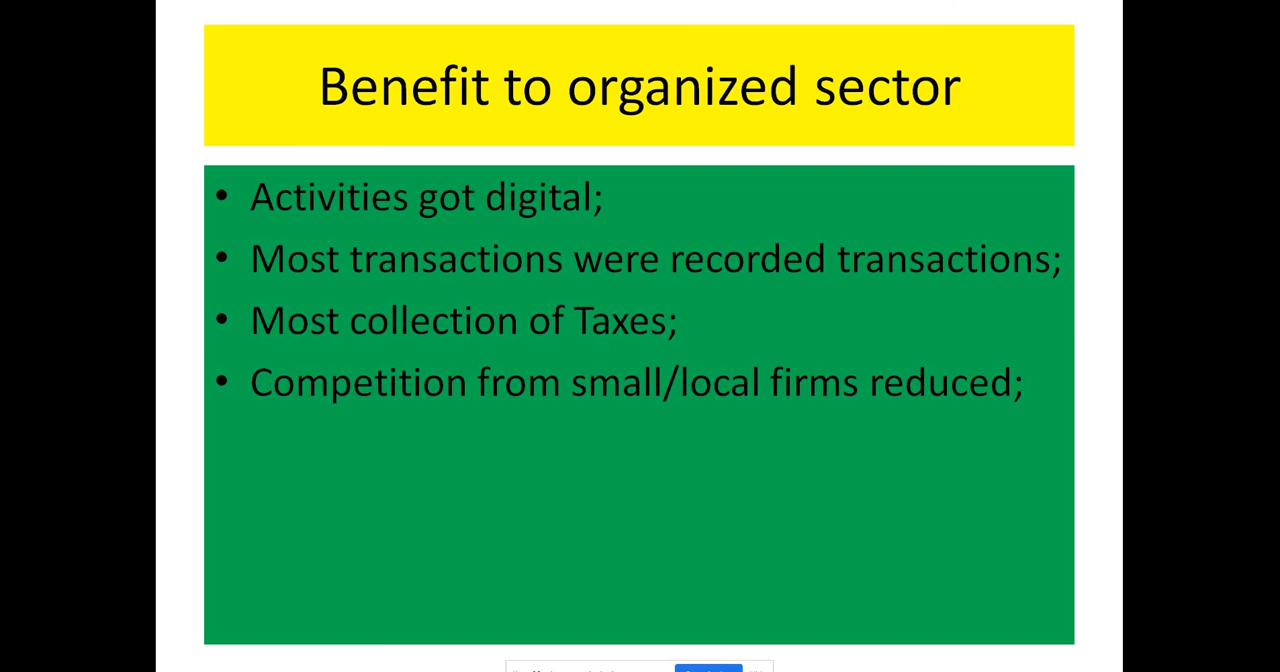 Benefit to organized sector
• Activities got digital;
• Most transactions were recorded transactions;
• Most collection of Taxes;
• Competition from small/local firms reduced;